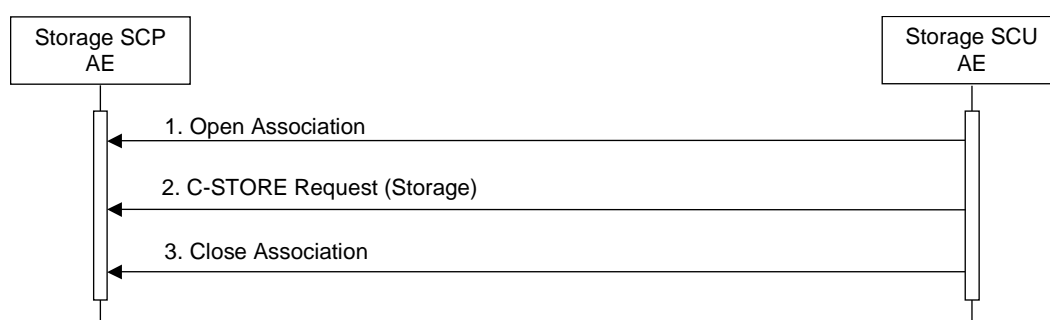 Storage SCP
AE
Storage SCU
AE
1. Open Association
2. C-STORE Request (Storage)
3. Close Association